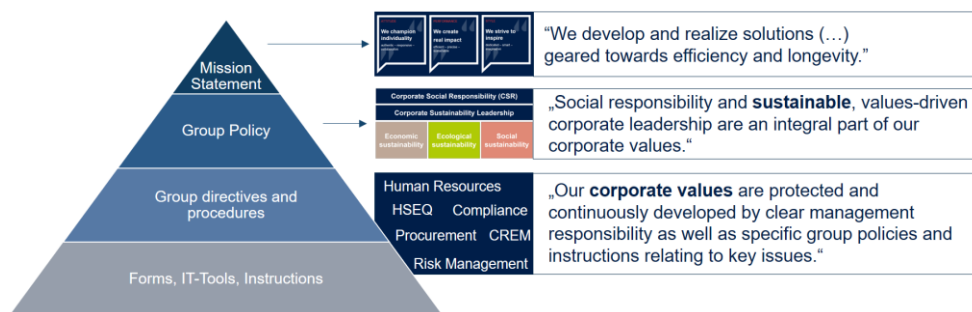 Mission
Statement
Group Policy
Group directives and
procedures
Forms, IT-Tools, Instructions
We champion
individuality
We create
real impact
We strive to
inspire
“We develop and realize solutions (…)
geared towards efficiency and longevity.”
Corporate Social Responsibility (CSR)
Corporate Sustainability Leadership
Economic
sustainability
Ecological
sustainability
Social
sustainability
„Social responsibility and sustainable, values-driven
corporate leadership are an integral part of our
corporate values.“
Human Resources
HSEQ Compliance
Procurement CREM
Risk Management
„Our corporate values are protected and
continuously developed by clear management
responsibility as well as specific group policies and
instructions relating to key issues.“